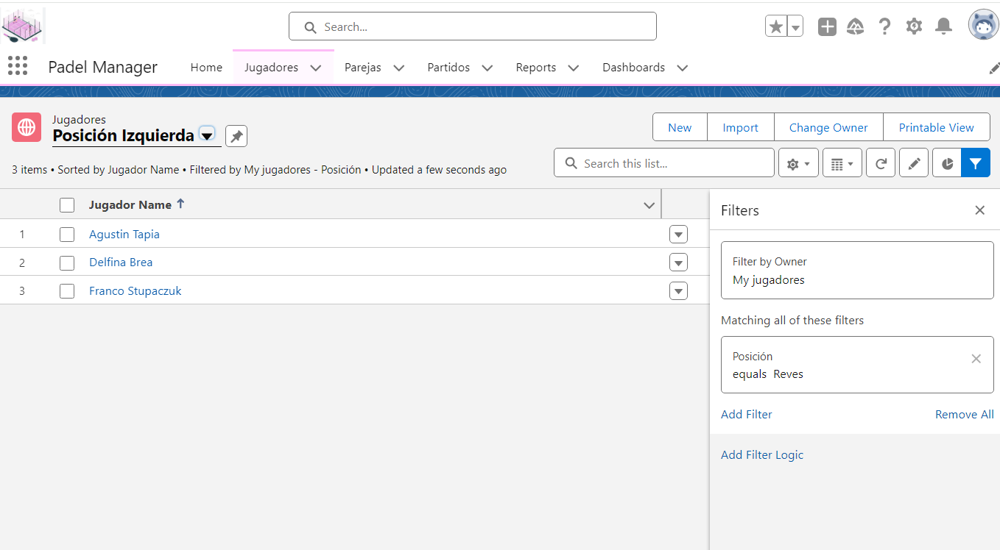 Search...
Padel Manager
Home
Jugadores
Parejas
Partidos
Reports
Dashboards
Jugadores
Posición Izquierda
New
Import
Change Owner
Printable View
3 items • Sorted by Jugador Name • Filtered by My jugadores - Posición • Updated a few seconds ago
Search this list...
Jugador Name
1 Agustin Tapia
2 Delfina Brea
3 Franco Stupaczuk
Filters
Filter by Owner
My jugadores
Matching all of these filters
Posición
equals Reves
Add Filter
Remove All
Add Filter Logic